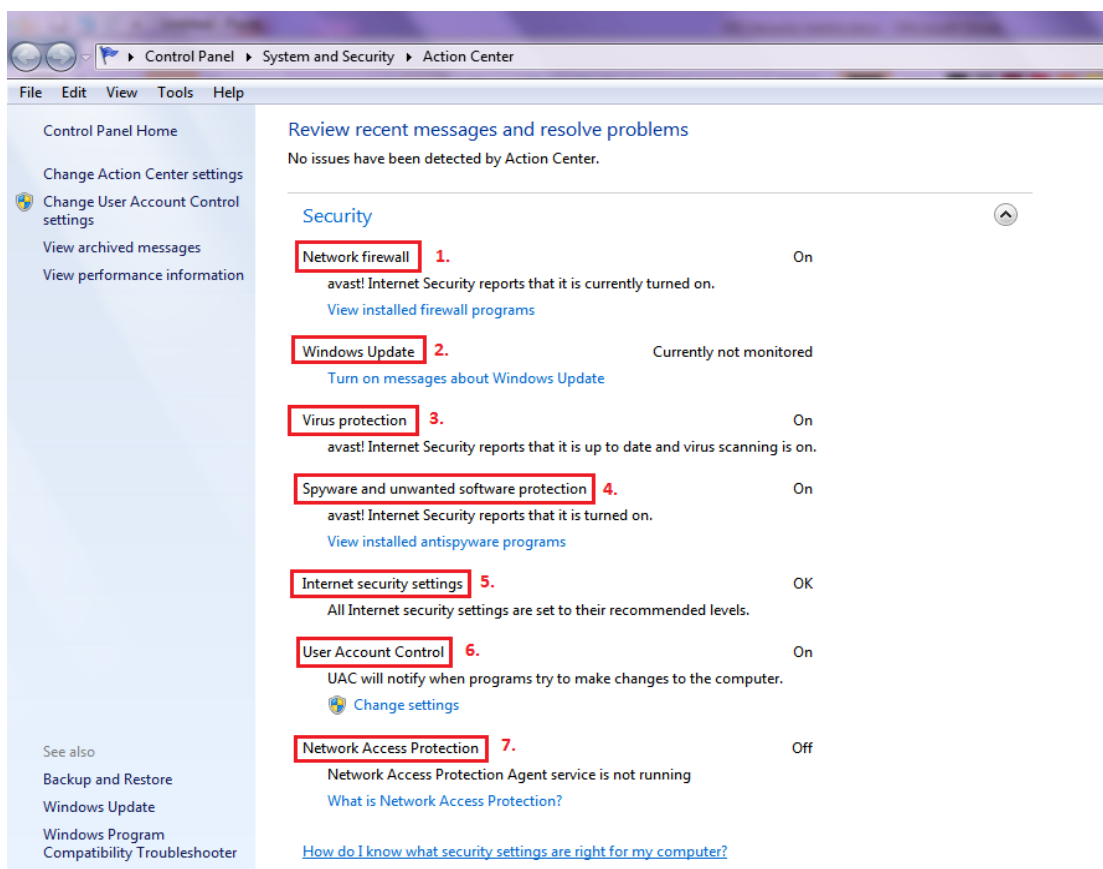 Control Panel ▸ System and Security ▸ Action Center
File Edit View Tools Help
Control Panel Home
Change Action Center settings
Change User Account Control
settings
View archived messages
View performance information
See also
Backup and Restore
Windows Update
Windows Program
Compatibility Troubleshooter
Review recent messages and resolve problems
No issues have been detected by Action Center.
Security
Network firewall 1. On
avast! Internet Security reports that it is currently turned on.
View installed firewall programs
Windows Update 2. Currently not monitored
Turn on messages about Windows Update
Virus protection 3. On
avast! Internet Security reports that it is up to date and virus scanning is on.
Spyware and unwanted software protection 4. On
avast! Internet Security reports that it is turned on.
View installed antispyware programs
Internet security settings 5. OK
All Internet security settings are set to their recommended levels.
User Account Control 6. On
UAC will notify when programs try to make changes to the computer.
Change settings
Network Access Protection 7. Off
Network Access Protection Agent service is not running
What is Network Access Protection?
How do I know what security settings are right for my computer?